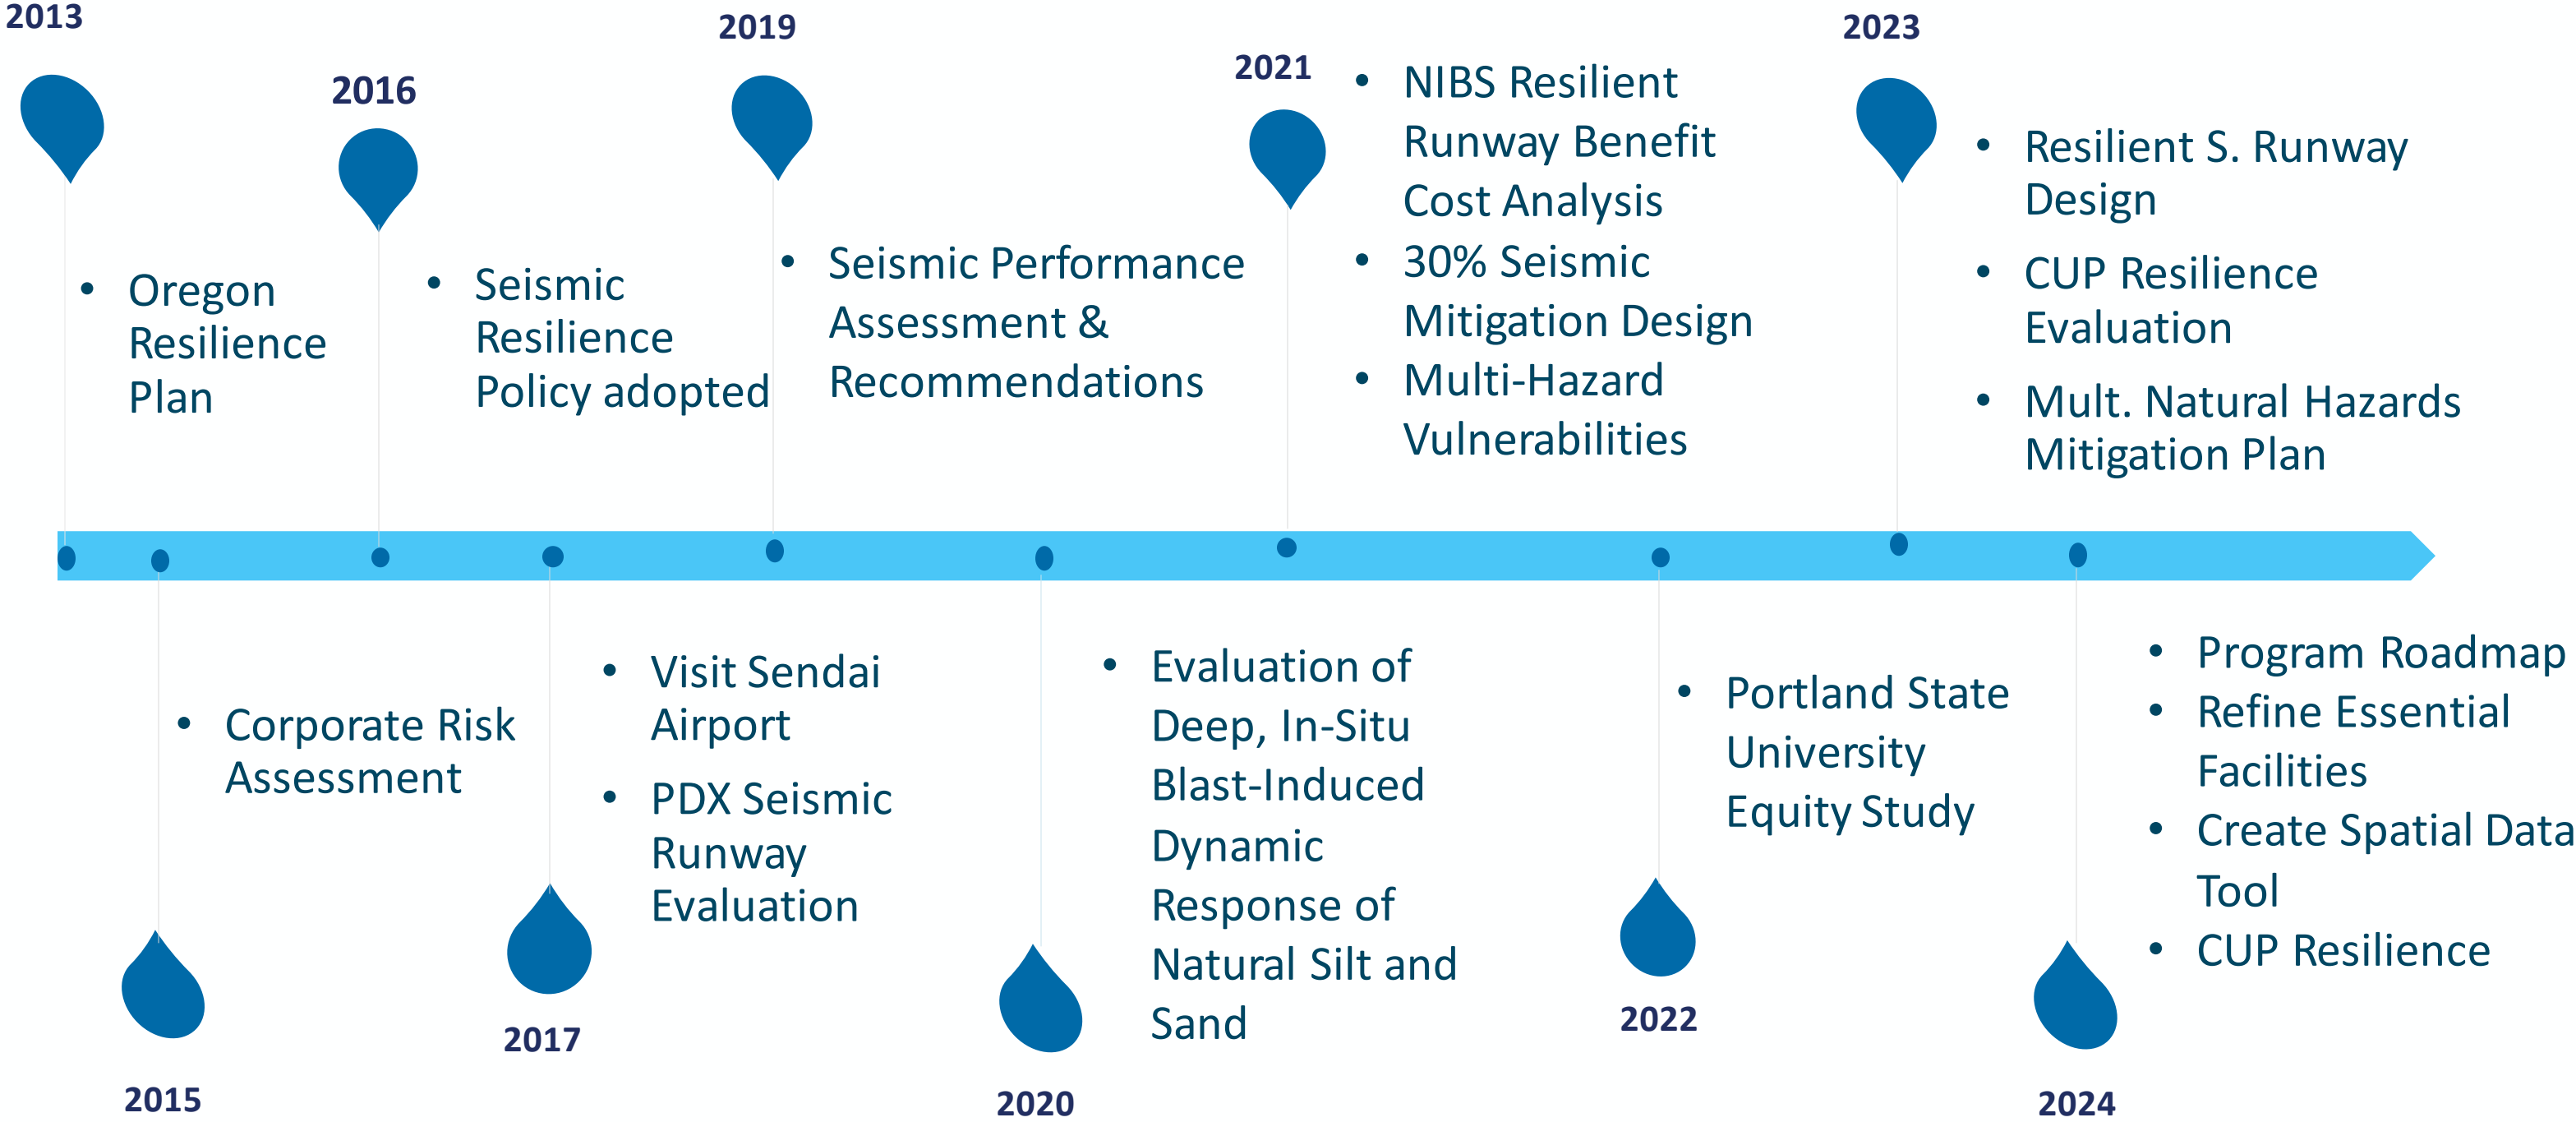 2013
• Oregon
Resilience
Plan
2016
• Seismic
Resilience
Policy adopted
2019
• Seismic Performance
Assessment &
Recommendations
2021
• NIBS Resilient
Runway Benefit
Cost Analysis
• 30% Seismic
Mitigation Design
• Multi-Hazard
Vulnerabilities
2023
• Resilient S. Runway
Design
• CUP Resilience
Evaluation
• Mult. Natural Hazards
Mitigation Plan
• Corporate Risk
Assessment
2015
• Visit Sendai
Airport
• PDX Seismic
Runway
Evaluation
2017
• Evaluation of
Deep, In-Situ
Blast-Induced
Dynamic
Response of
Natural Silt and
Sand
2020
• Portland State
University
Equity Study
2022
• Program Roadmap
• Refine Essential
Facilities
• Create Spatial Data
Tool
• CUP Resilience
2024